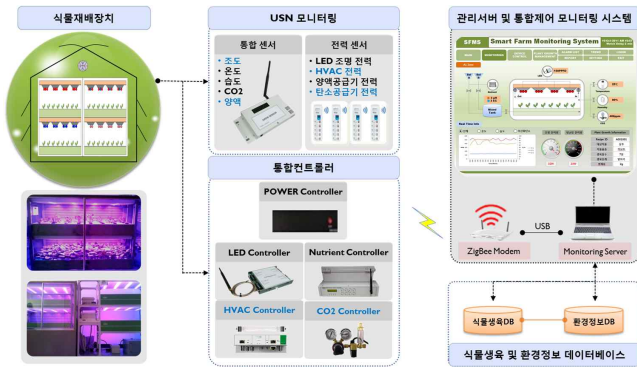 식물재배장치
USN 모니터링
통합 센서
• 조도
• 온도
• 습도
• CO2
• 양액
전력 센서
• LED 조명 전력
• HVAC 전력
• 양액공급기 전력
• 탄소공급기 전력
통합컨트롤러
POWER Controller
LED Controller
Nutrient Controller
HVAC Controller
CO2 Controller
관리서버 및 통합제어 모니터링 시스템
SFMS
Smart Farm Monitoring System
Real Time Info
ZigBee Modem
USB
Monitoring Server
식물생육DB
환경정보DB
식물생육 및 환경정보 데이터베이스